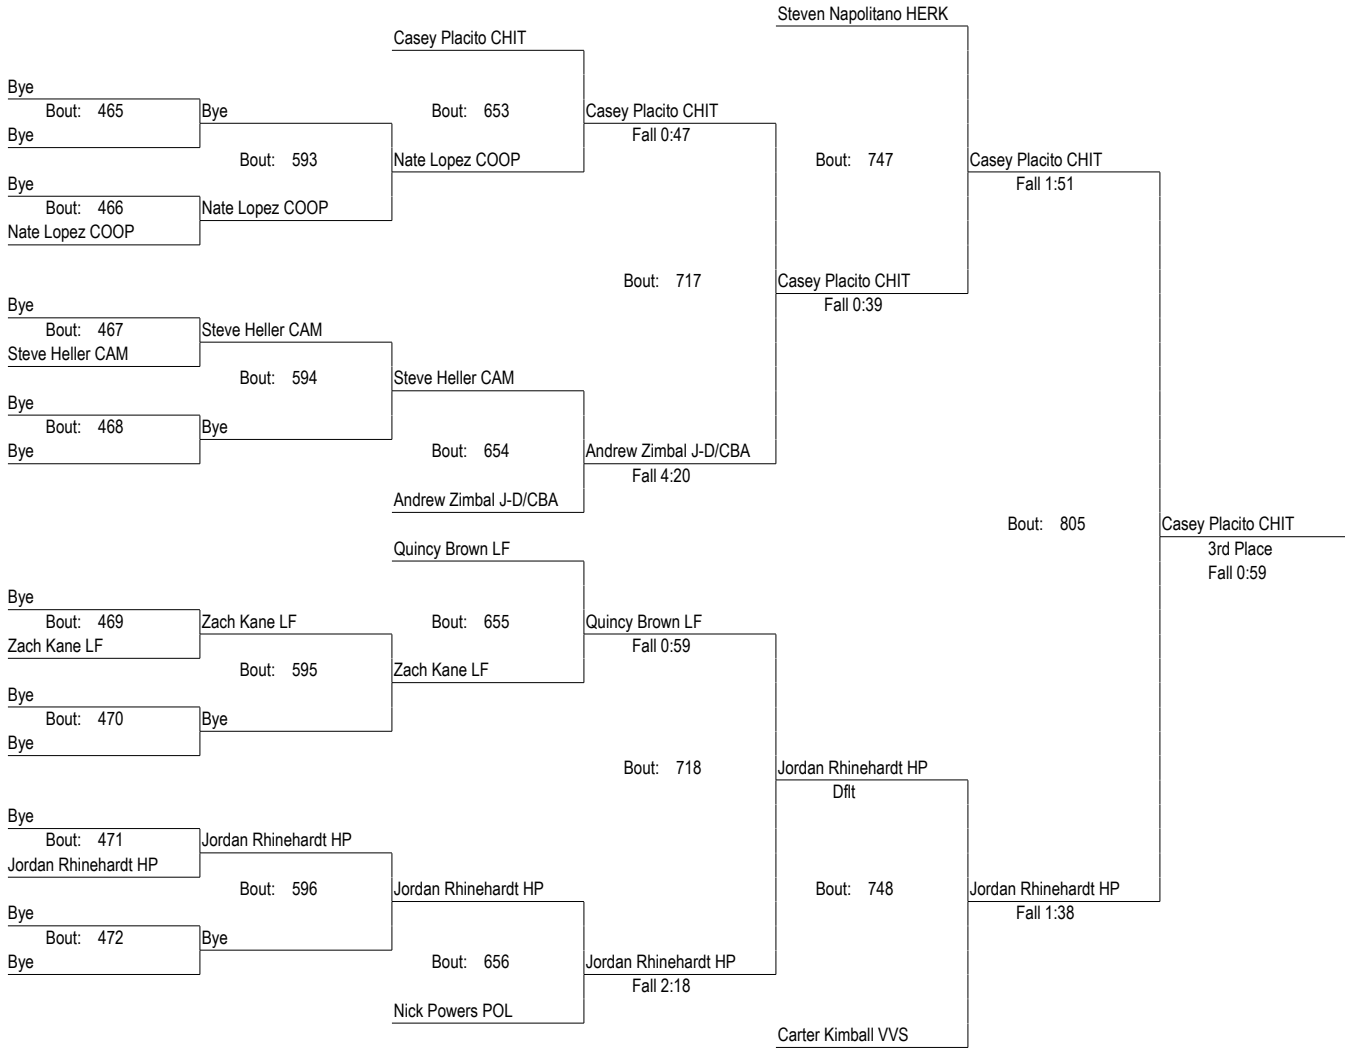 Steven Napolitano HERK
Casey Placito CHIT
Bye
Bout: 465
Bye
Bye
Bout: 653
Casey Placito CHIT
Fall 0:47
Bout: 593
Nate Lopez COOP
Bout: 747
Casey Placito CHIT
Fall 1:51
Bye
Bout: 466
Nate Lopez COOP
Nate Lopez COOP
Bout: 717
Casey Placito CHIT
Fall 0:39
Bye
Bout: 467
Steve Heller CAM
Steve Heller CAM
Bout: 594
Steve Heller CAM
Bye
Bout: 468
Bye
Bye
Bout: 654
Andrew Zimbal J-D/CBA
Fall 4:20
Andrew Zimbal J-D/CBA
Bout: 805
Casey Placito CHIT
3rd Place
Fall 0:59
Quincy Brown LF
Bye
Bout: 469
Zach Kane LF
Zach Kane LF
Bout: 655
Quincy Brown LF
Fall 0:59
Bout: 595
Zach Kane LF
Bye
Bout: 470
Bye
Bye
Bout: 718
Jordan Rhinehardt HP
Dflt
Bye
Bout: 471
Jordan Rhinehardt HP
Jordan Rhinehardt HP
Bout: 596
Jordan Rhinehardt HP
Bout: 748
Jordan Rhinehardt HP
Fall 1:38
Bye
Bout: 472
Bye
Bye
Bout: 656
Jordan Rhinehardt HP
Fall 2:18
Nick Powers POL
Carter Kimball VVS